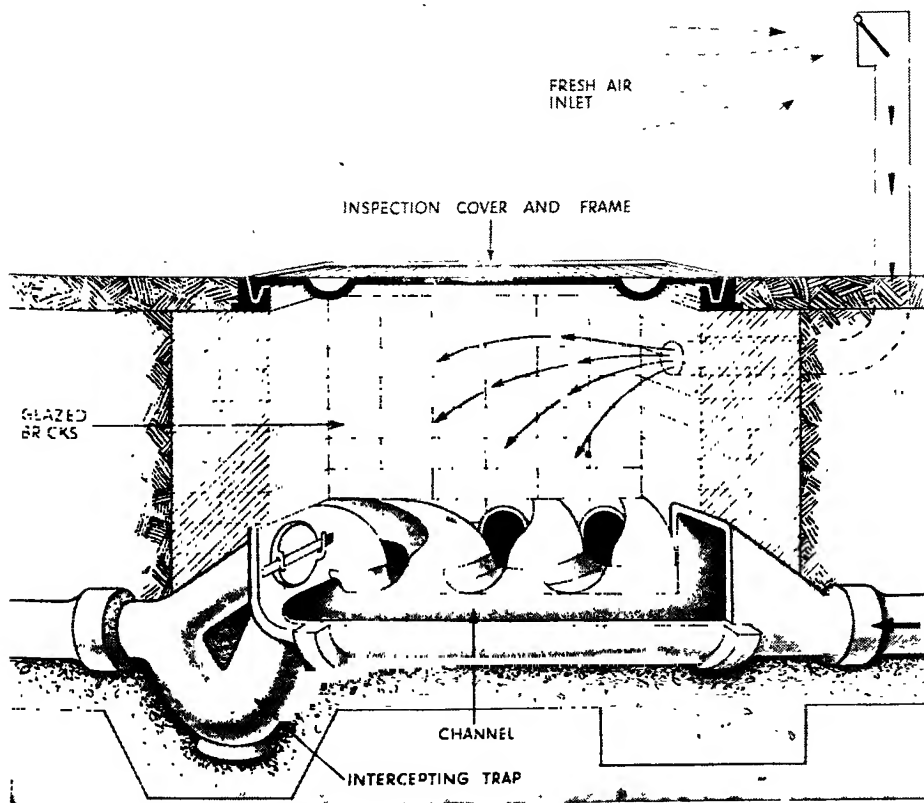 FRESH AIR
INLET
INSPECTION COVER AND FRAME
GLAZED
BRICKS
CHANNEL
INTERCEPTING TRAP